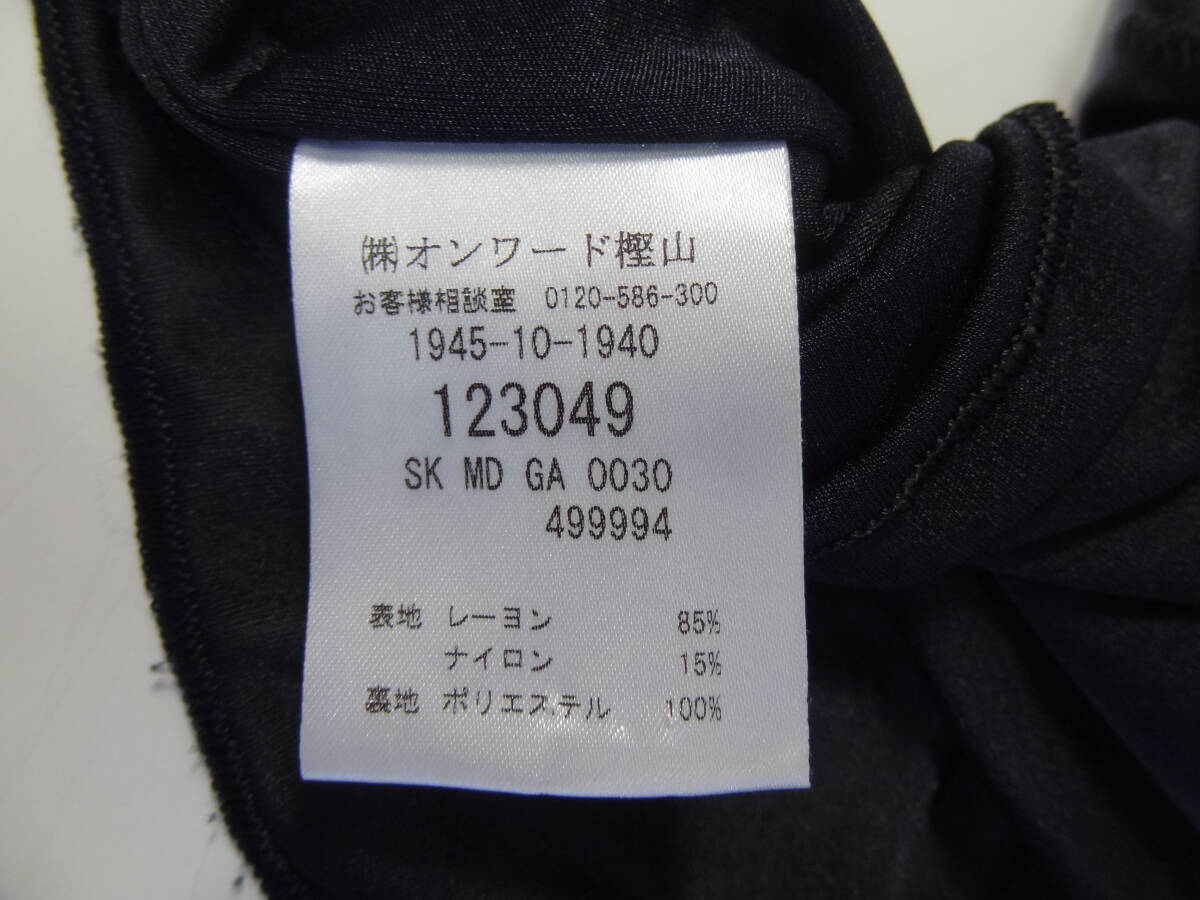 ㈱オンワード樫山
お客様相談室 0120-586-300
1945-10-1940
123049
SK MD GA 0030
499994
表地 レーヨン 85%
ナイロン 15%
裏地 ポリエステル 100%